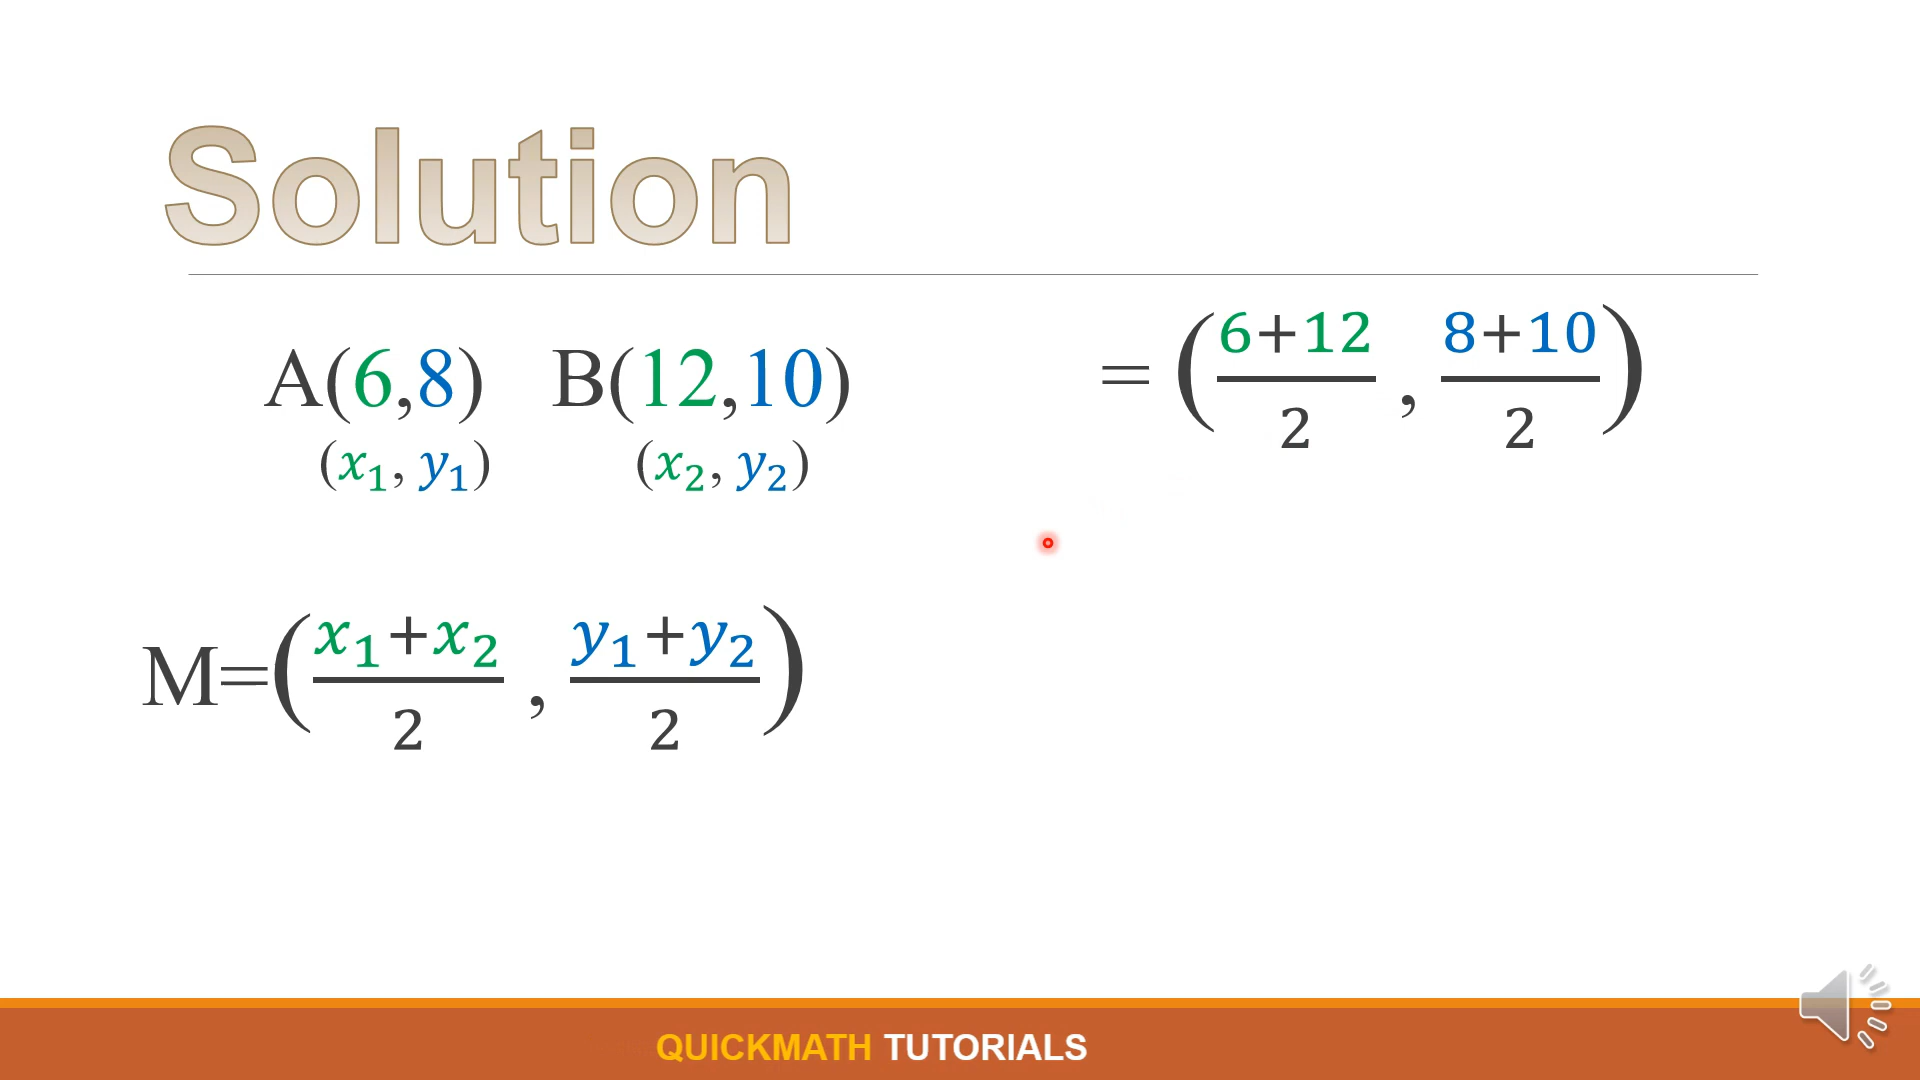 Solution
A(6,8) B(12,10)
(x₁, y₁) (x₂, y₂)
M=((x₁+x₂)/2 , (y₁+y₂)/2)
= ((6+12)/2 , (8+10)/2)
QUICKMATH TUTORIALS